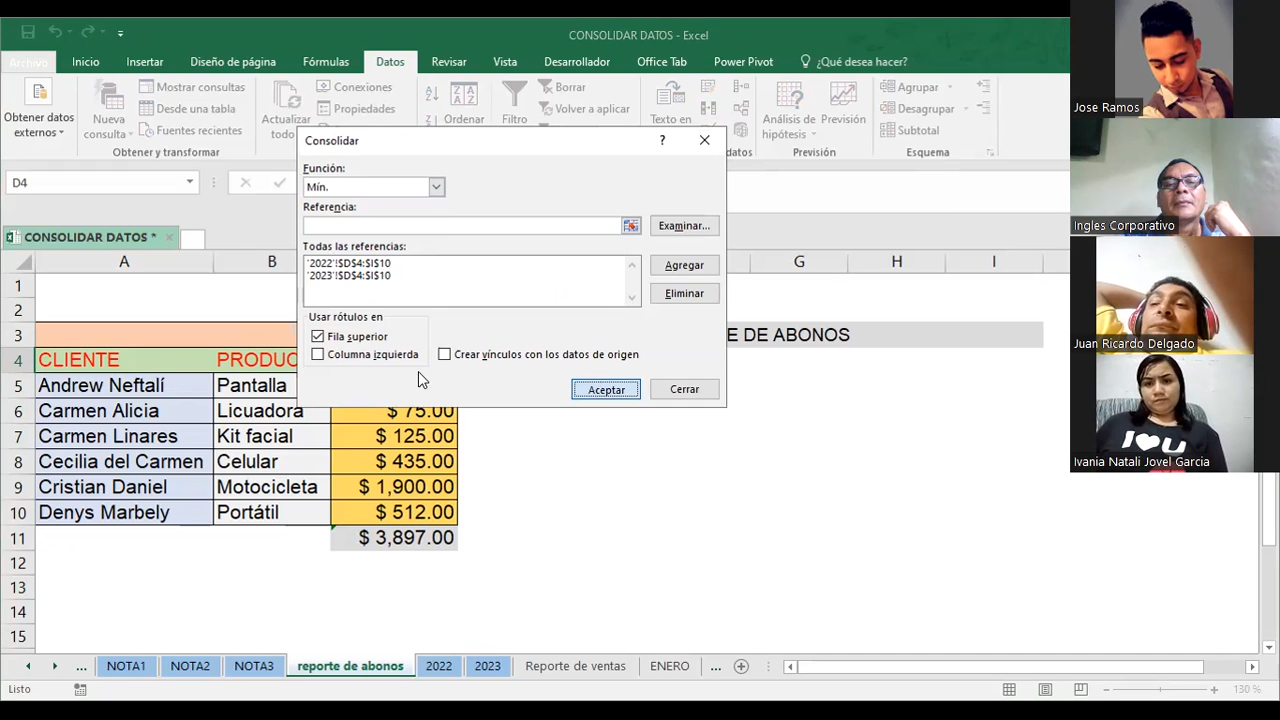 CONSOLIDAR DATOS - Excel
Archivo Inicio Insertar Diseño de página Fórmulas Datos Revisar Vista Desarrollador Office Tab Power Pivot ¿Qué desea hacer?
Obtener datos externos
Nueva consulta
Mostrar consultas
Desde una tabla
Fuentes recientes
Obtener y transformar
Actualizar todo
Conexiones
Propiedades
Ordenar
Filtro
Borrar
Volver a aplicar
Texto en
Análisis de hipótesis
Previsión
Previsión
Agrupar
Desagrupar
Subtotal
Esquema
D4
CONSOLIDAR DATOS *
Consolidar
?
Función:
Mín.
Referencia:
Examinar...
Todas las referencias:
'2022'!$D$4:$I$10
'2023'!$D$4:$I$10
Agregar
Eliminar
Usar rótulos en
Fila superior
Columna izquierda
Crear vínculos con los datos de origen
Aceptar
Cerrar
A B G H I
1
2
3 E DE ABONOS
4 CLIENTE PRODUC
5 Andrew Neftalí Pantalla
6 Carmen Alicia Licuadora $ 75.00
7 Carmen Linares Kit facial $ 125.00
8 Cecilia del Carmen Celular $ 435.00
9 Cristian Daniel Motocicleta $ 1,900.00
10 Denys Marbely Portátil $ 512.00
11 $ 3,897.00
12
13
14
15
... NOTA1 NOTA2 NOTA3 reporte de abonos 2022 2023 Reporte de ventas ENERO ...
Listo
130 %
Jose Ramos
Ingles Corporativo
Juan Ricardo Delgado
I U
Ivania Natali Jovel Garcia